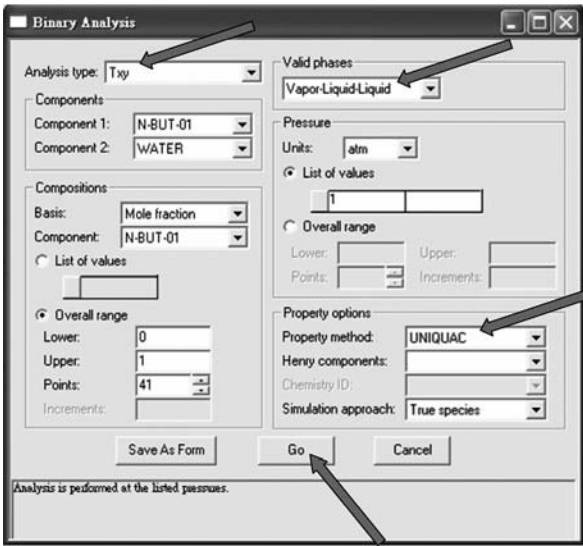 Binary Analysis
Analysis type: Txy
Components
Component 1: N-BUT-01
Component 2: WATER
Compositions
Basis: Mole fraction
Component: N-BUT-01
List of values
Overall range
Lower: 0
Upper: 1
Points: 41
Increments:
Valid phases
Vapor-Liquid-Liquid
Pressure
Units: atm
List of values
1
Overall range
Lower: Upper:
Points: Increments:
Property options
Property method: UNIQUAC
Henry components:
Chemistry ID:
Simulation approach: True species
Save As Form Go Cancel
Analysis is performed at the listed pressures.